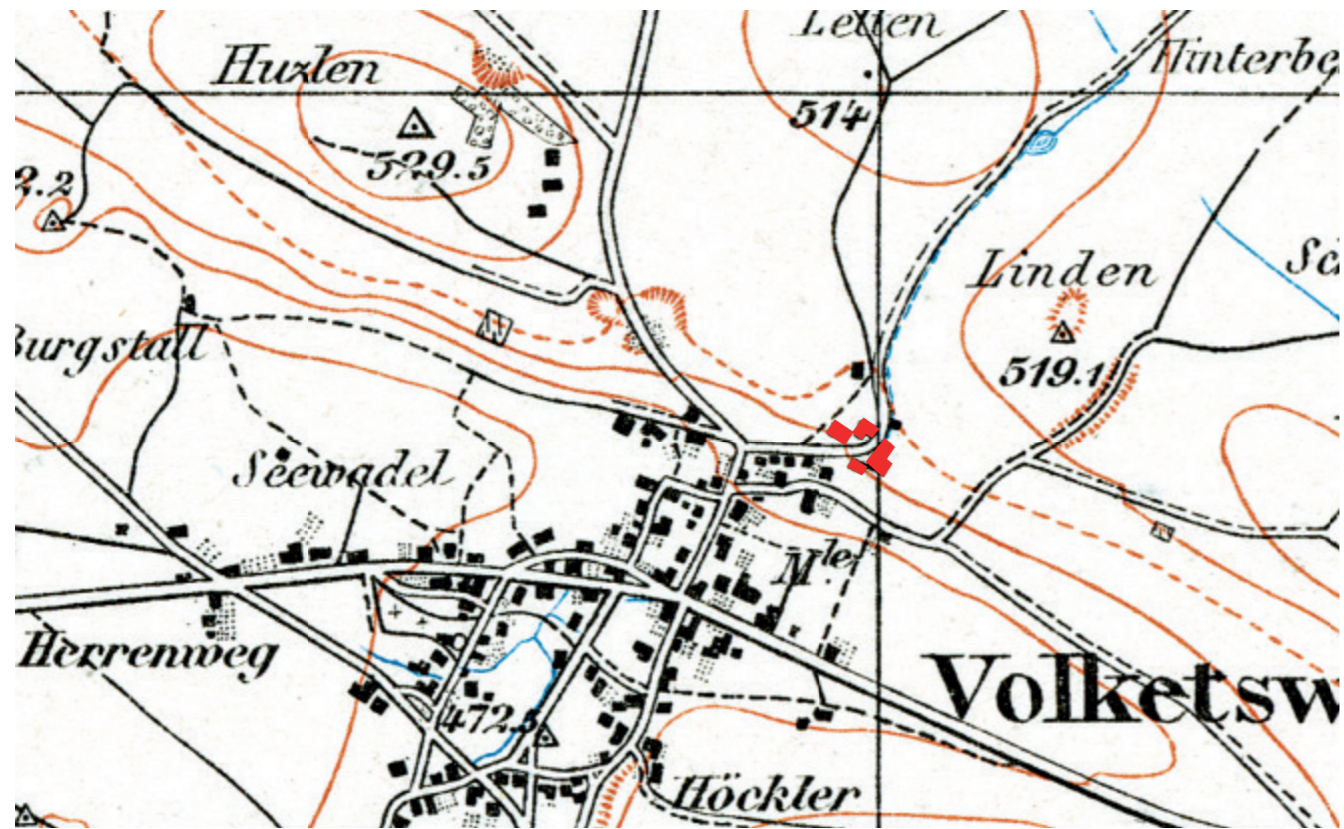 Letten
Huzlen
Hinterbe
514
529.5
2.2
Linden
Sc
Burgstall
519.1
Seewadel
Mle
Herrenweg
Volketsw
472.5
Höckler